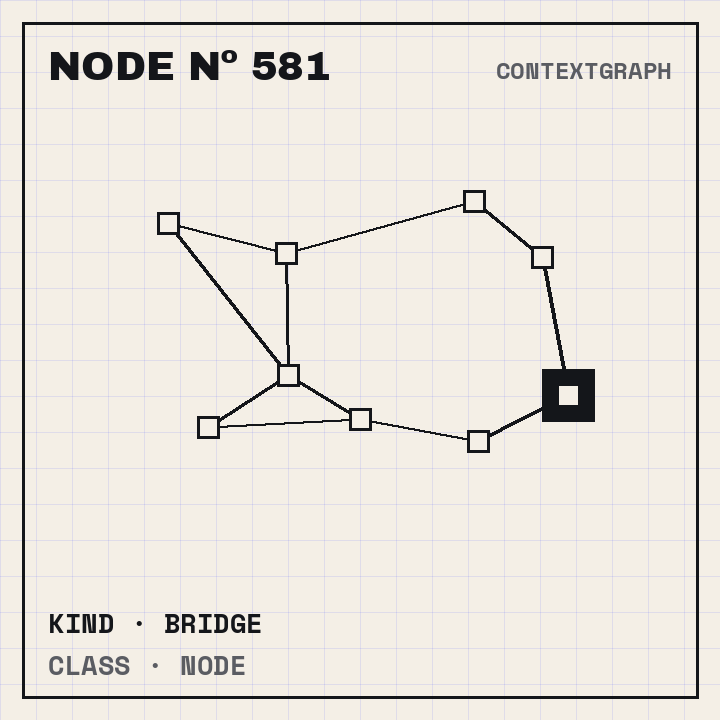 NODE Nº 581
CONTEXTGRAPH
KIND · BRIDGE
CLASS · NODE